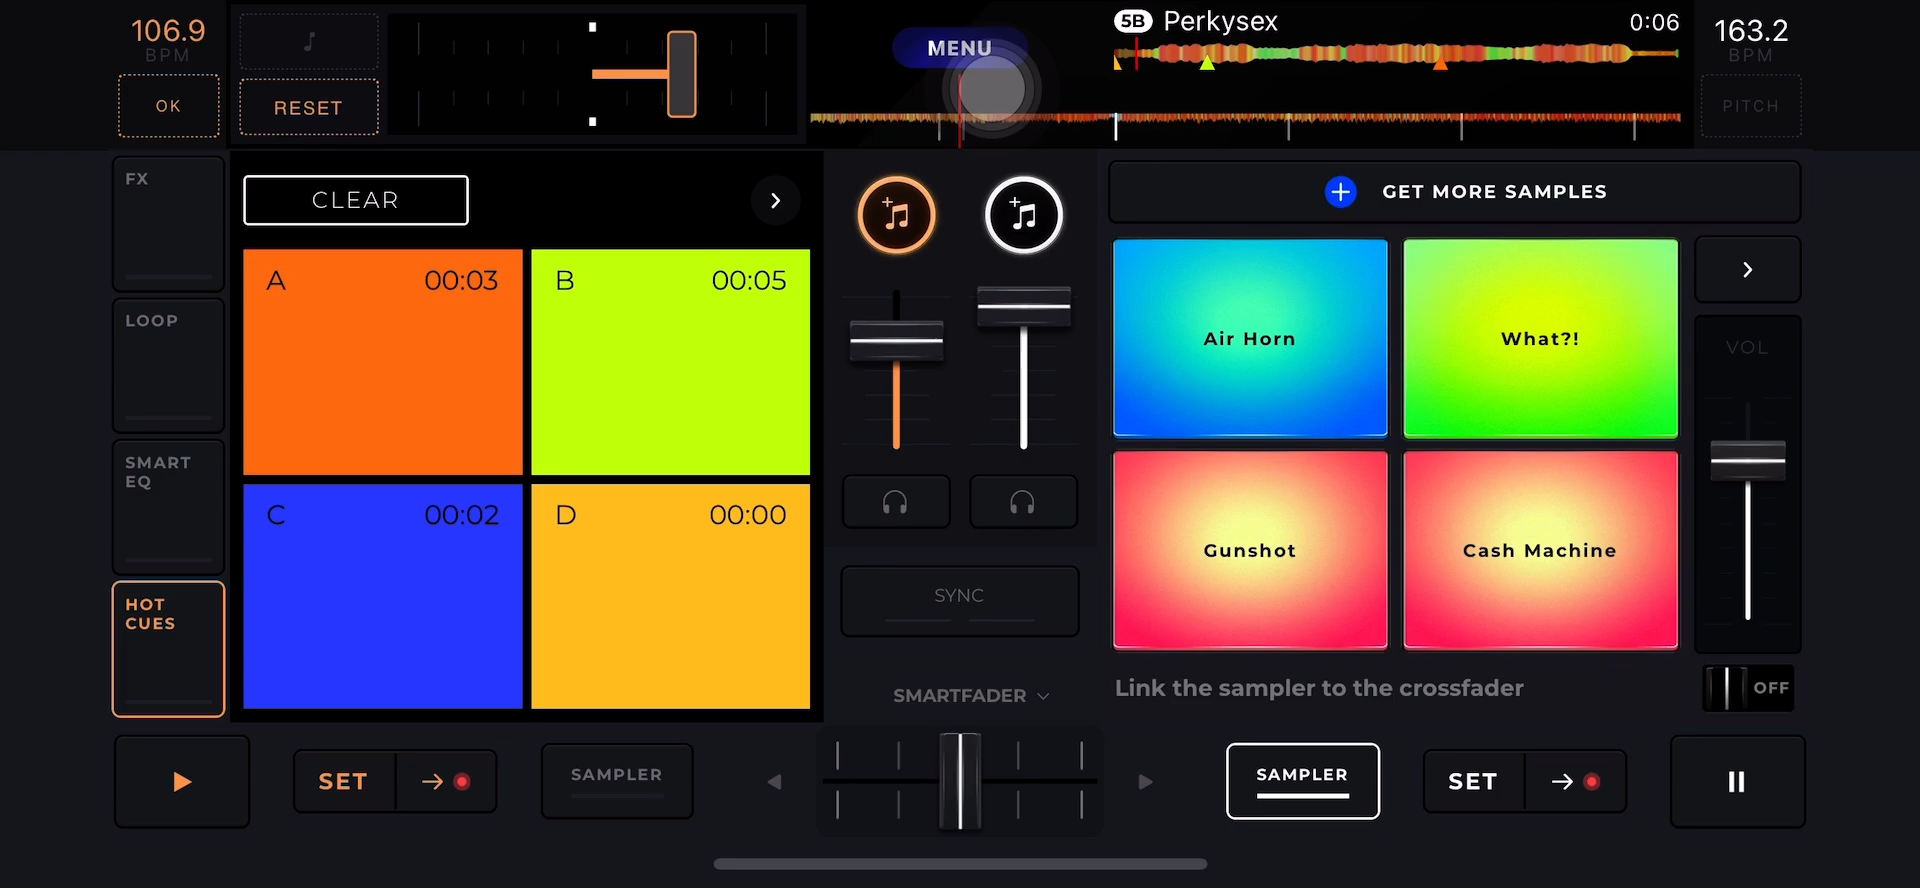 106.9
BPM
OK
RESET
MENU
5B Perkysex 0:06
163.2
BPM
PITCH
FX
LOOP
SMART
EQ
HOT
CUES
CLEAR
A 00:03
B 00:05
C 00:02
D 00:00
SYNC
SMARTFADER
GET MORE SAMPLES
Air Horn
What?!
Gunshot
Cash Machine
VOL
Link the sampler to the crossfader
OFF
SET
SAMPLER
SAMPLER
SET